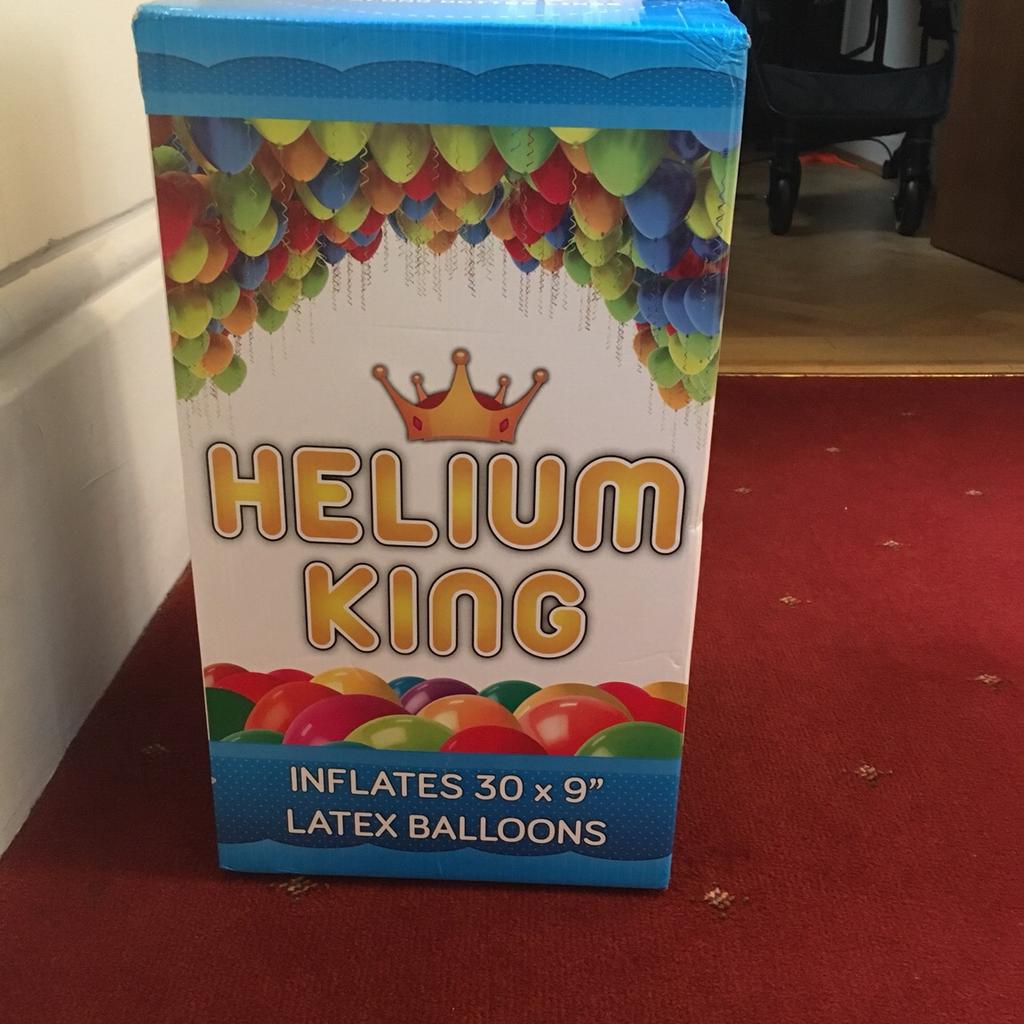 HELIUM
KING
INFLATES 30 x 9”
LATEX BALLOONS